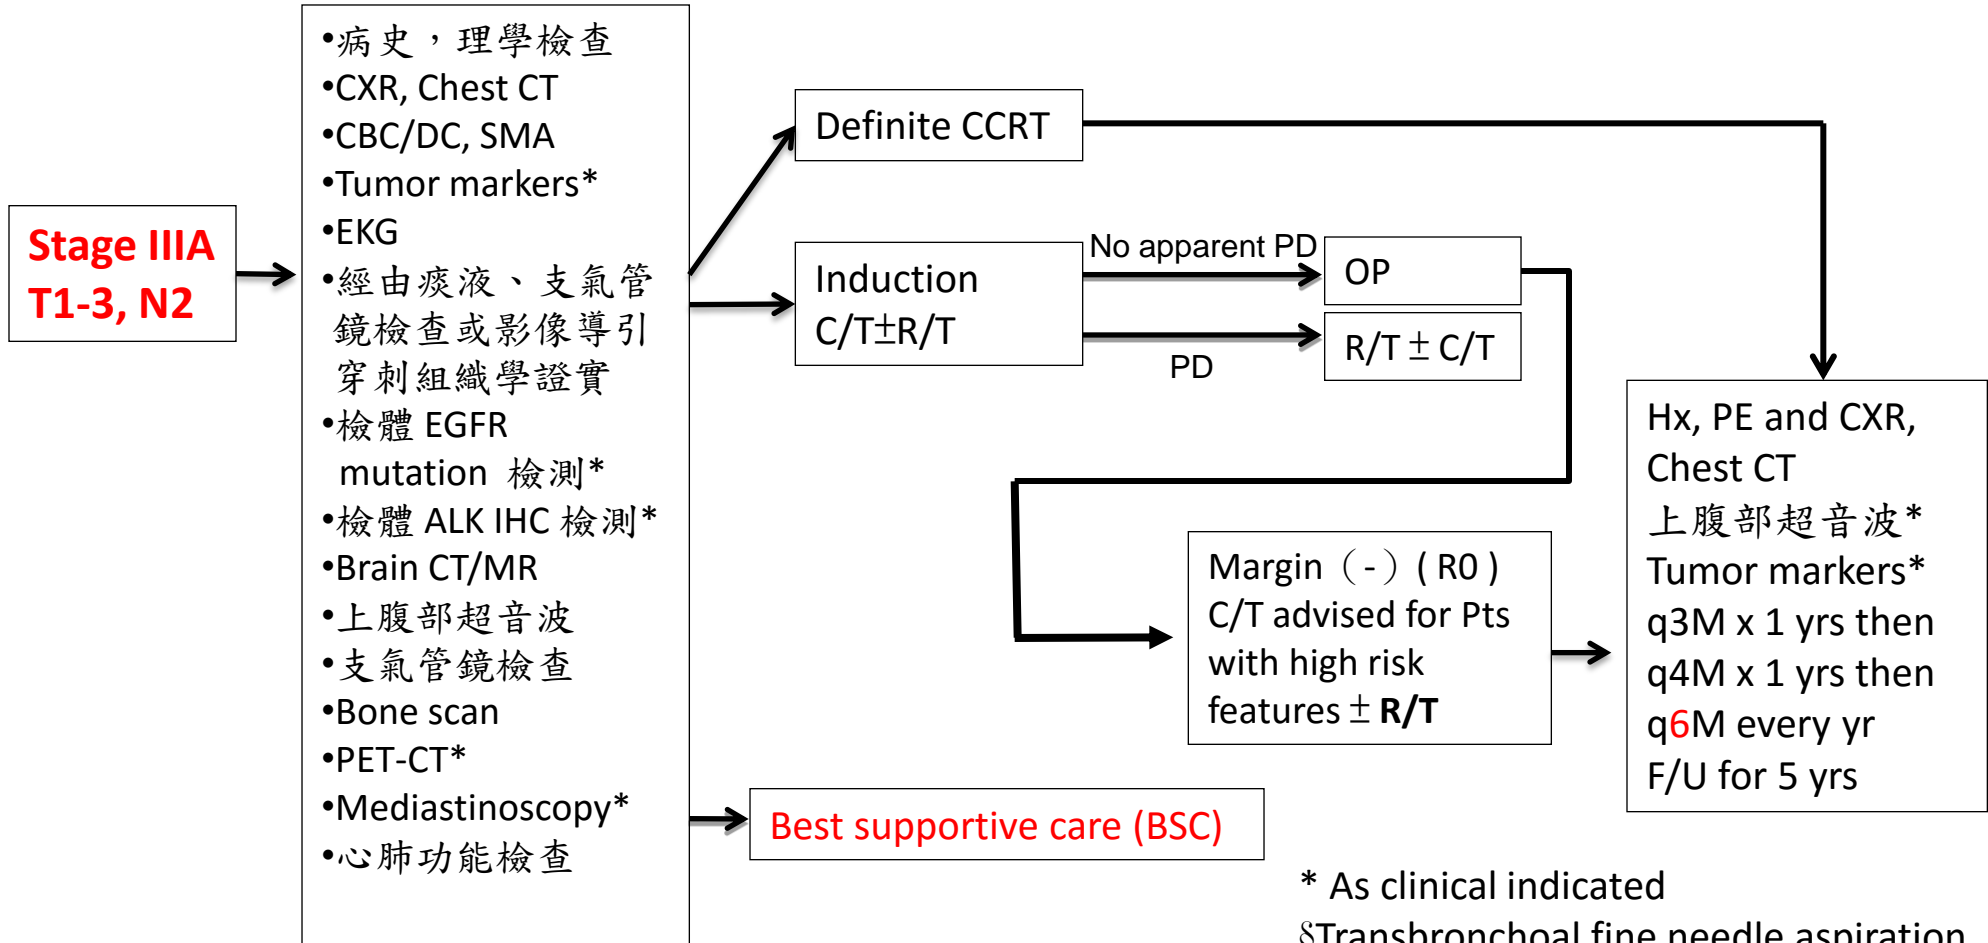 Stage IIIA
T1-3, N2
•病史，理學檢查
•CXR, Chest CT
•CBC/DC, SMA
•Tumor markers*
•EKG
•經由痰液、支氣管
鏡檢查或影像導引
穿刺組織學證實
•檢體 EGFR
mutation 檢測*
•檢體 ALK IHC 檢測*
•Brain CT/MR
•上腹部超音波
•支氣管鏡檢查
•Bone scan
•PET-CT*
•Mediastinoscopy*
•心肺功能檢查
Definite CCRT
Induction
C/T±R/T
No apparent PD
PD
OP
R/T ± C/T
Margin（-）( R0 )
C/T advised for Pts
with high risk
features ± R/T
Best supportive care (BSC)
Hx, PE and CXR,
Chest CT
上腹部超音波*
Tumor markers*
q3M x 1 yrs then
q4M x 1 yrs then
q6M every yr
F/U for 5 yrs
* As clinical indicated
δTransbronchoal fine needle aspiration